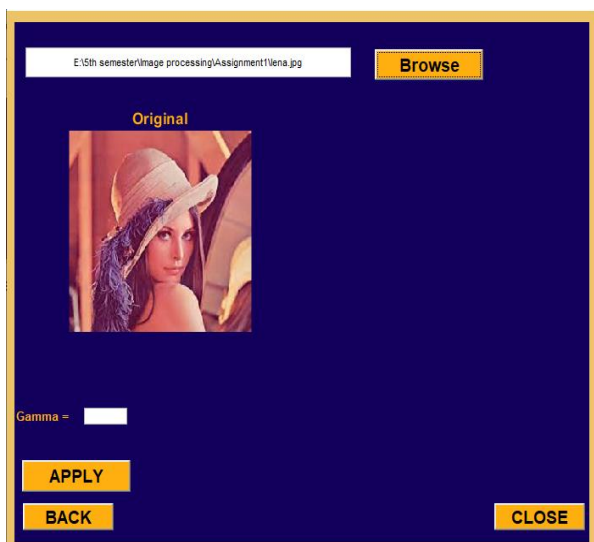 E:\5th semester\Image processing\Assignment1\lena.jpg
Browse
Original
Gamma =
APPLY
BACK
CLOSE